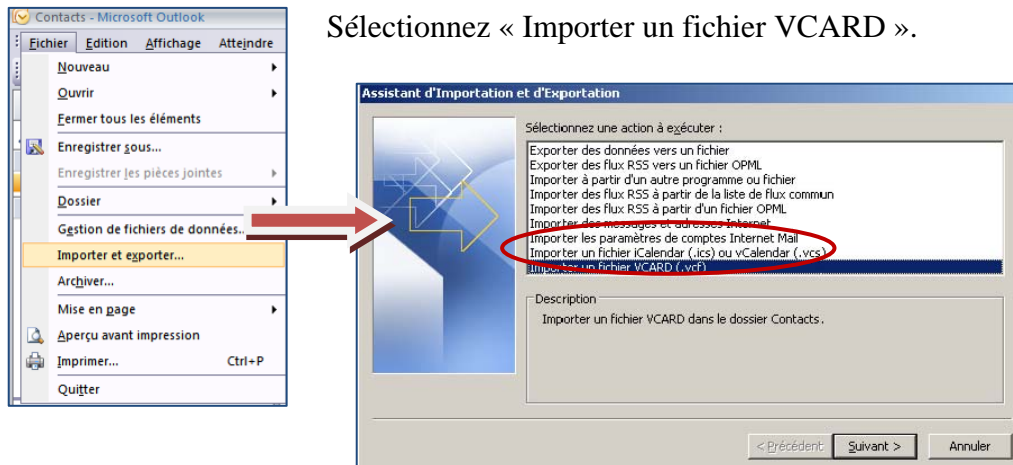 Contacts - Microsoft Outlook
Fichier Edition Affichage Atteindre
Nouveau
Ouvrir
Fermer tous les éléments
Enregistrer sous...
Enregistrer les pièces jointes
Dossier
Gestion de fichiers de données...
Importer et exporter...
Archiver...
Mise en page
Aperçu avant impression
Imprimer... Ctrl+P
Quitter
Sélectionnez « Importer un fichier VCARD ».
Assistant d'Importation et d'Exportation
Sélectionnez une action à exécuter :
Exporter des données vers un fichier
Exporter des flux RSS vers un fichier OPML
Importer à partir d'un autre programme ou fichier
Importer des flux RSS à partir de la liste de flux commun
Importer des flux RSS à partir d'un fichier OPML
Importer des messages et adresses Internet
Importer les paramètres de comptes Internet Mail
Importer un fichier iCalendar (.ics) ou vCalendar (.vcs)
Importer un fichier VCARD (.vcf)
Description
Importer un fichier VCARD dans le dossier Contacts.
< Précédent Suivant > Annuler